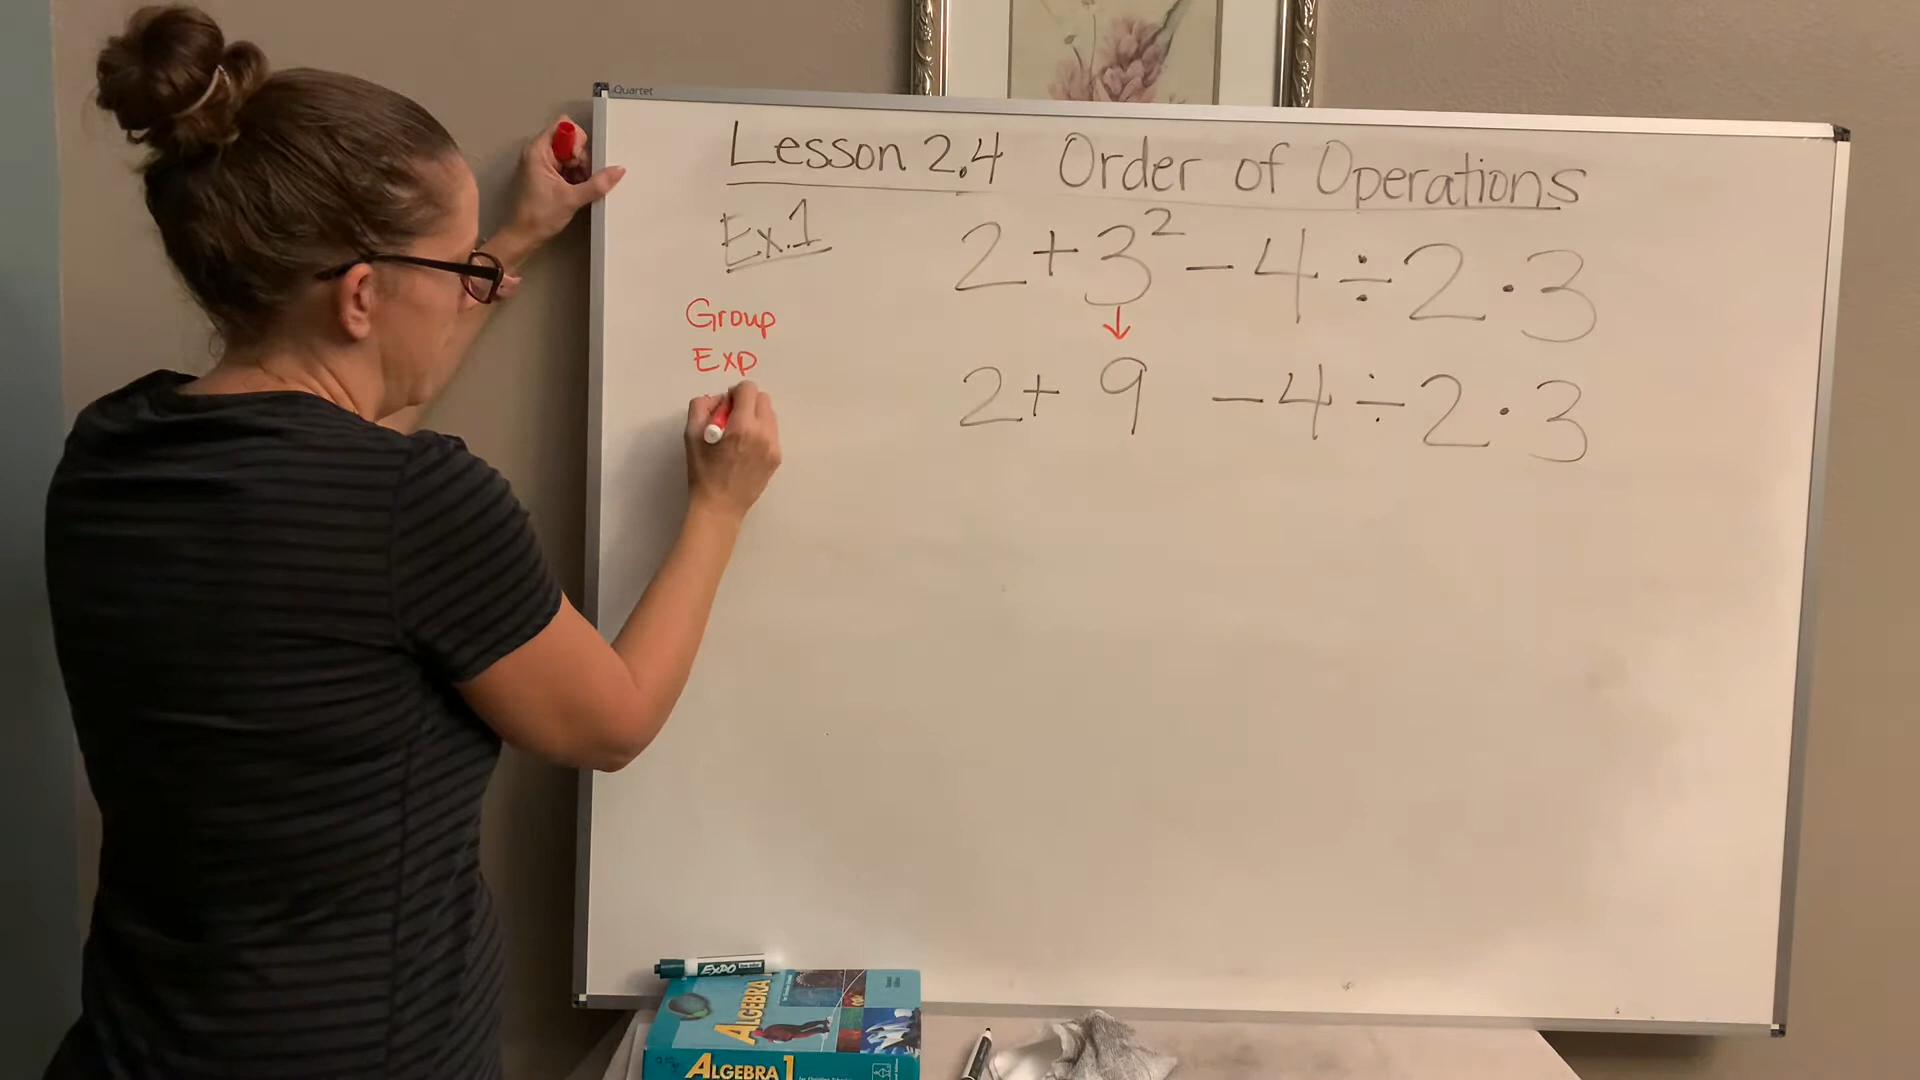 Quartet
Lesson 2.4 Order of Operations
Ex.1
2+3²-4÷2·3
Group
Exp
2+ 9 -4÷2·3
EXPO
ALGEBRA
ALGEBRA 1